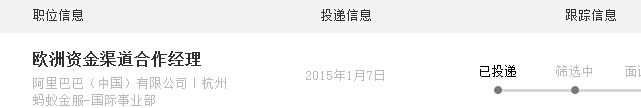 职位信息 投递信息 跟踪信息
欧洲资金渠道合作经理
阿里巴巴（中国）有限公司｜杭州
蚂蚁金服-国际事业部
2015年1月7日
已投递 筛选中 面